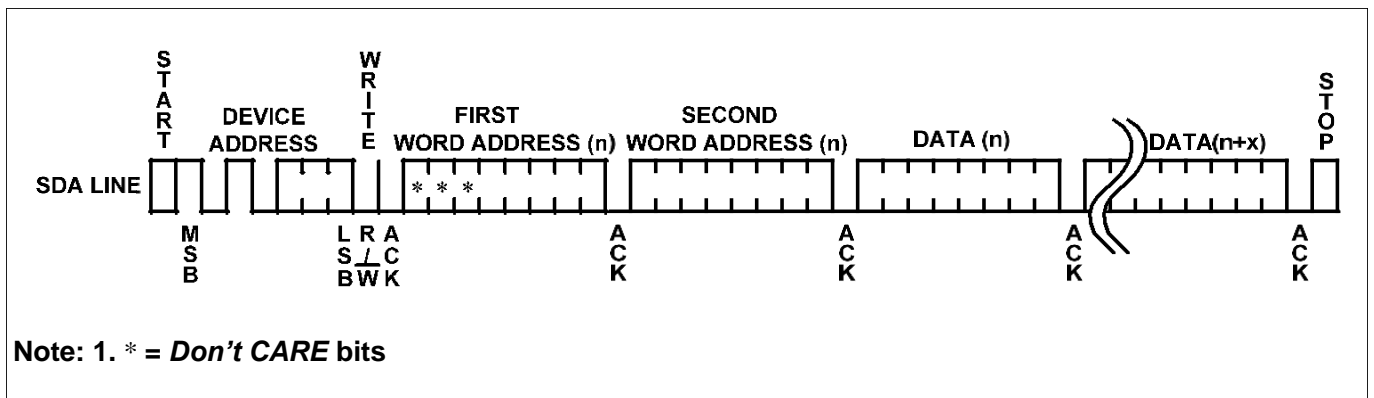 START
WRITE
STOP
DEVICE
ADDRESS
FIRST
WORD ADDRESS (n)
SECOND
WORD ADDRESS (n)
DATA (n)
DATA(n+x)
SDA LINE
* * *
MSB
LSB
R/W
ACK
ACK
ACK
ACK
ACK
Note: 1. * = Don't CARE bits